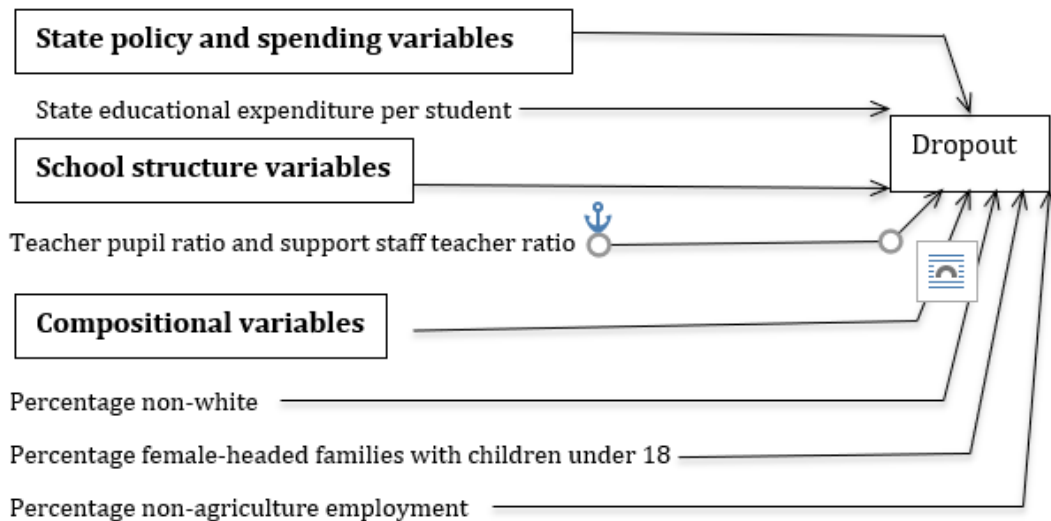 State policy and spending variables
State educational expenditure per student
Dropout
School structure variables
Teacher pupil ratio and support staff teacher ratio
Compositional variables
Percentage non-white
Percentage female-headed families with children under 18
Percentage non-agriculture employment